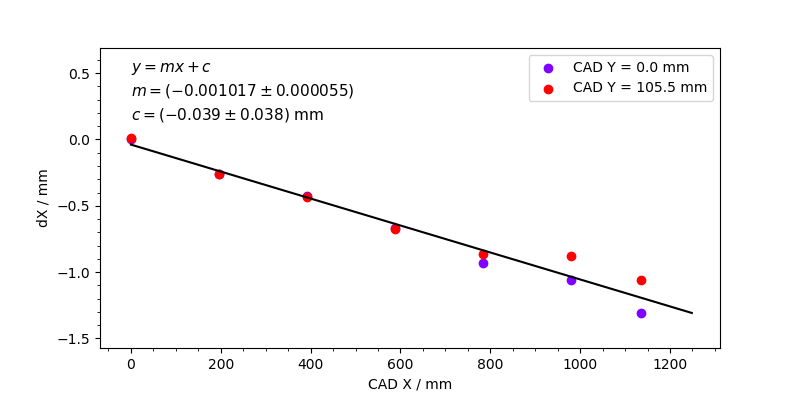 y = mx + c
m = (−0.001017 ± 0.000055)
c = (−0.039 ± 0.038) mm
CAD Y = 0.0 mm
CAD Y = 105.5 mm
dX / mm
0.5
0.0
−0.5
−1.0
−1.5
0 200 400 600 800 1000 1200
CAD X / mm